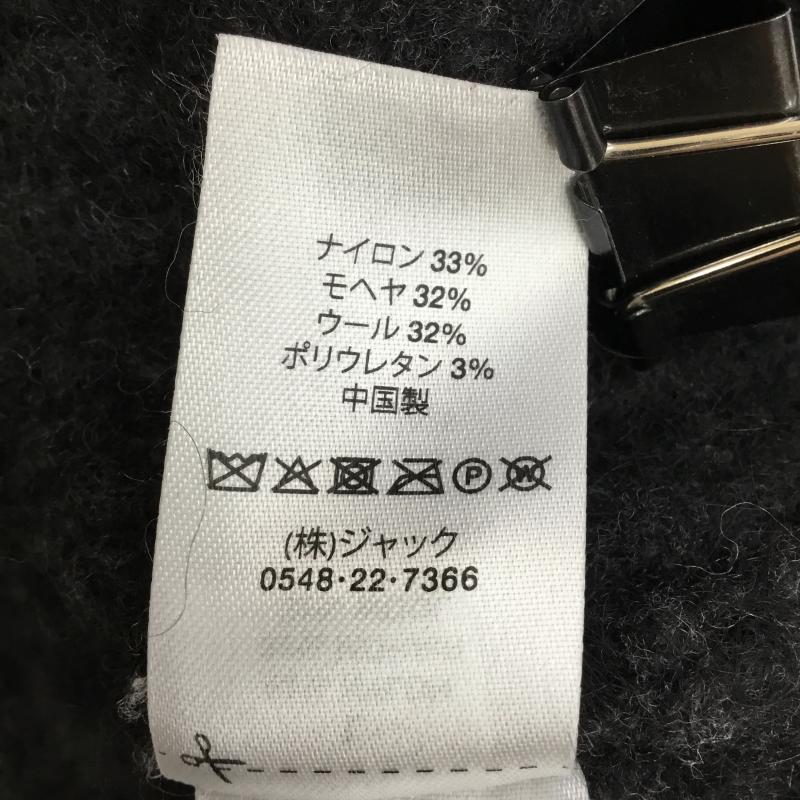 ナイロン 33%
モヘヤ 32%
ウール 32%
ポリウレタン 3%
中国製
P W
(株)ジャック
0548・22・7366